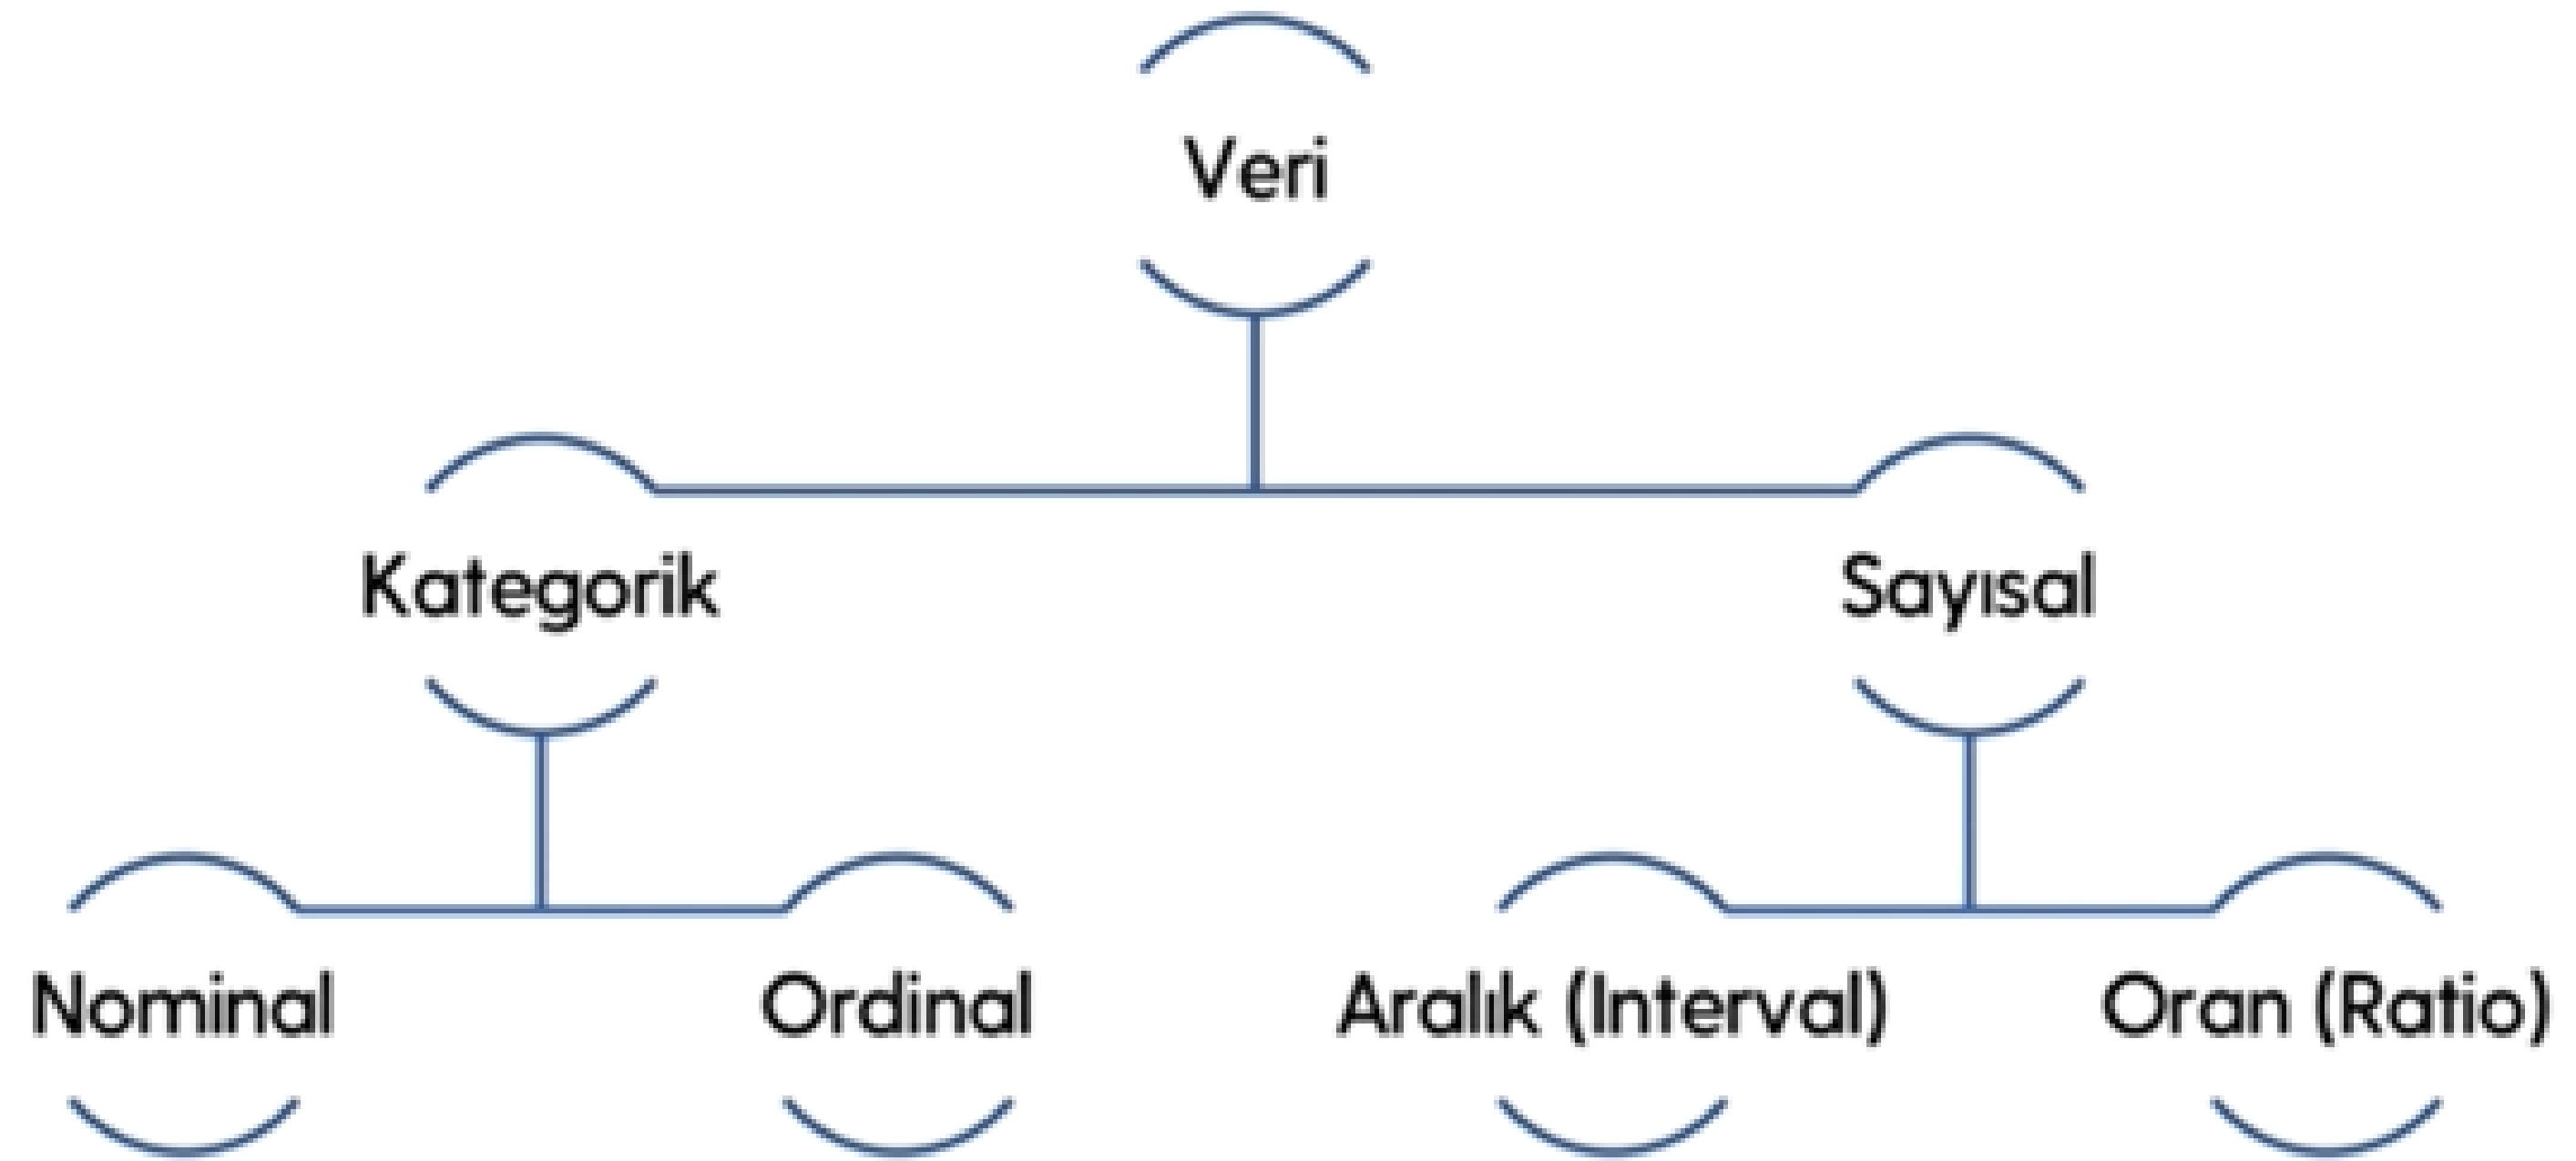 Veri
Kategorik
Sayısal
Nominal
Ordinal
Aralık (Interval)
Oran (Ratio)